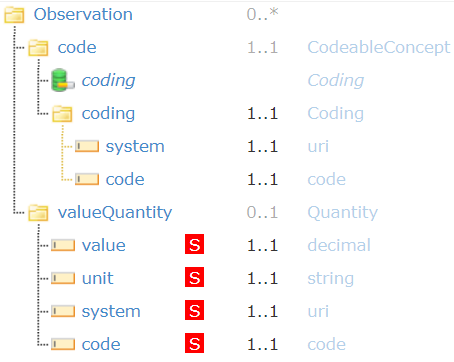 Observation 0..*
code 1..1 CodeableConcept
coding Coding
coding 1..1 Coding
system 1..1 uri
code 1..1 code
valueQuantity 0..1 Quantity
value S 1..1 decimal
unit S 1..1 string
system S 1..1 uri
code S 1..1 code